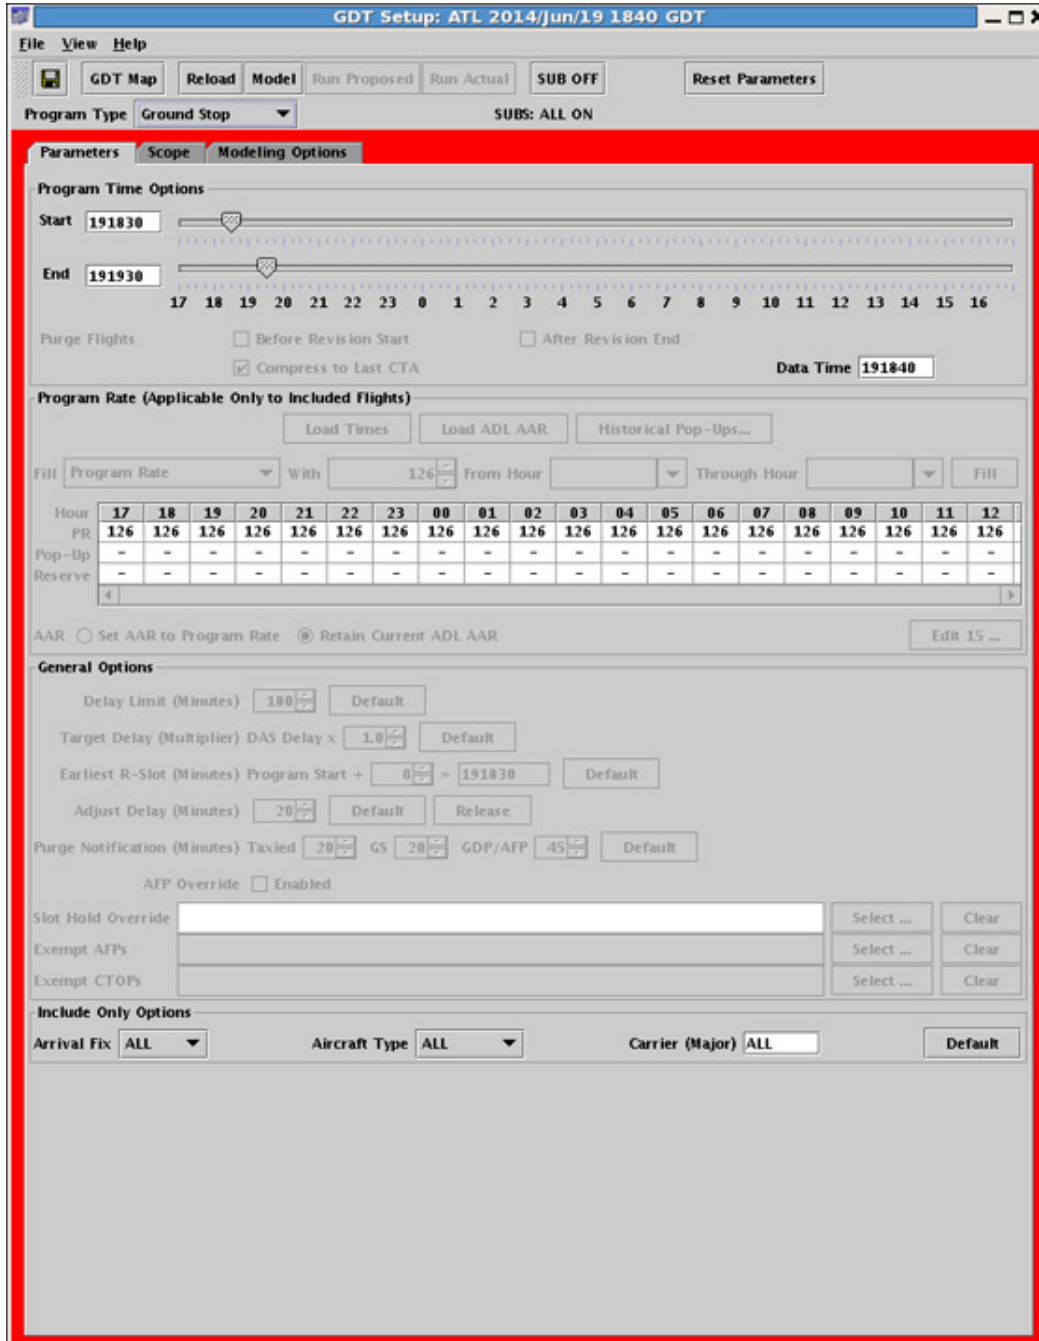 GDT Setup: ATL 2014/Jun/19 1840 GDT
File View Help
GDT Map Reload Model Run Proposed Run Actual SUB OFF Reset Parameters
Program Type Ground Stop SUBS: ALL ON
Parameters Scope Modeling Options
Program Time Options
Start 191830
End 191930
17 18 19 20 21 22 23 0 1 2 3 4 5 6 7 8 9 10 11 12 13 14 15 16
Purge Flights Before Revision Start After Revision End
Compress to Last CTA Data Time 191840
Program Rate (Applicable Only to Included Flights)
Load Times Load ADL AAR Historical Pop-Ups...
Fill Program Rate With 126 From Hour Through Hour Fill
Hour 17 18 19 20 21 22 23 00 01 02 03 04 05 06 07 08 09 10 11 12
PR 126 126 126 126 126 126 126 126 126 126 126 126 126 126 126 126 126 126 126 126
Pop-Up - - - - - - - - - - - - - - - - - - - -
Reserve - - - - - - - - - - - - - - - - - - - -
AAR Set AAR to Program Rate Retain Current ADL AAR Edit 15 ...
General Options
Delay Limit (Minutes) 180 Default
Target Delay (Multiplier) DAS Delay x 1.0 Default
Earliest R-Slot (Minutes) Program Start + 0 = 191830 Default
Adjust Delay (Minutes) 20 Default Release
Purge Notification (Minutes) Taxied 20 GS 20 GDP/AFP 45 Default
AFP Override Enabled
Slot Hold Override Select ... Clear
Exempt AFPs Select ... Clear
Exempt CTOPs Select ... Clear
Include Only Options
Arrival Fix ALL Aircraft Type ALL Carrier (Major) ALL Default